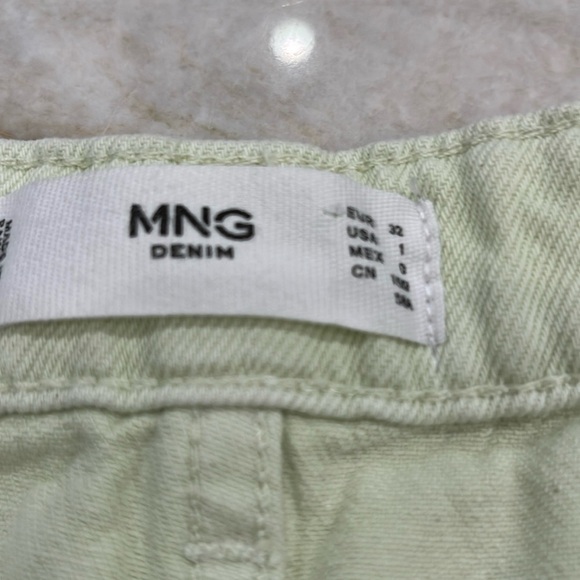 MNG
DENIM
EUR 32
USA 1
MEX 0
CN